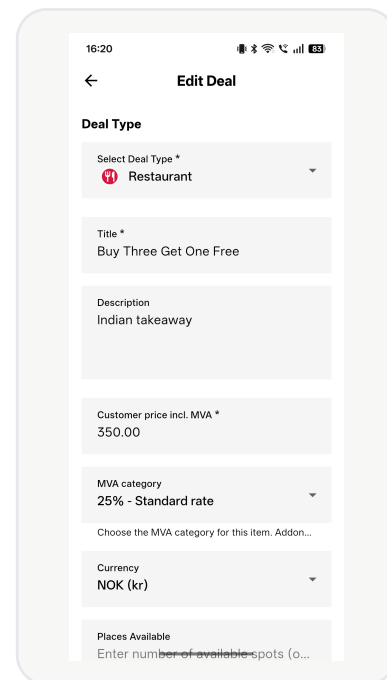 16:20
83
Edit Deal
Deal Type
Select Deal Type *
Restaurant
Title *
Buy Three Get One Free
Description
Indian takeaway
Customer price incl. MVA *
350.00
MVA category
25% - Standard rate
Choose the MVA category for this item. Addon...
Currency
NOK (kr)
Places Available
Enter number of available spots (o...